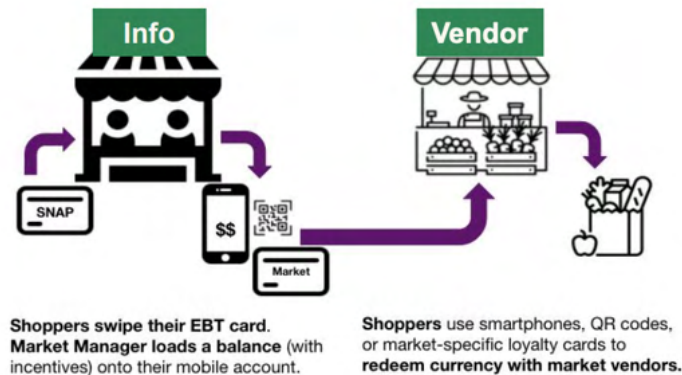 Info
Vendor
SNAP
$$
Market
Shoppers swipe their EBT card.
Market Manager loads a balance (with
incentives) onto their mobile account.
Shoppers use smartphones, QR codes,
or market-specific loyalty cards to
redeem currency with market vendors.